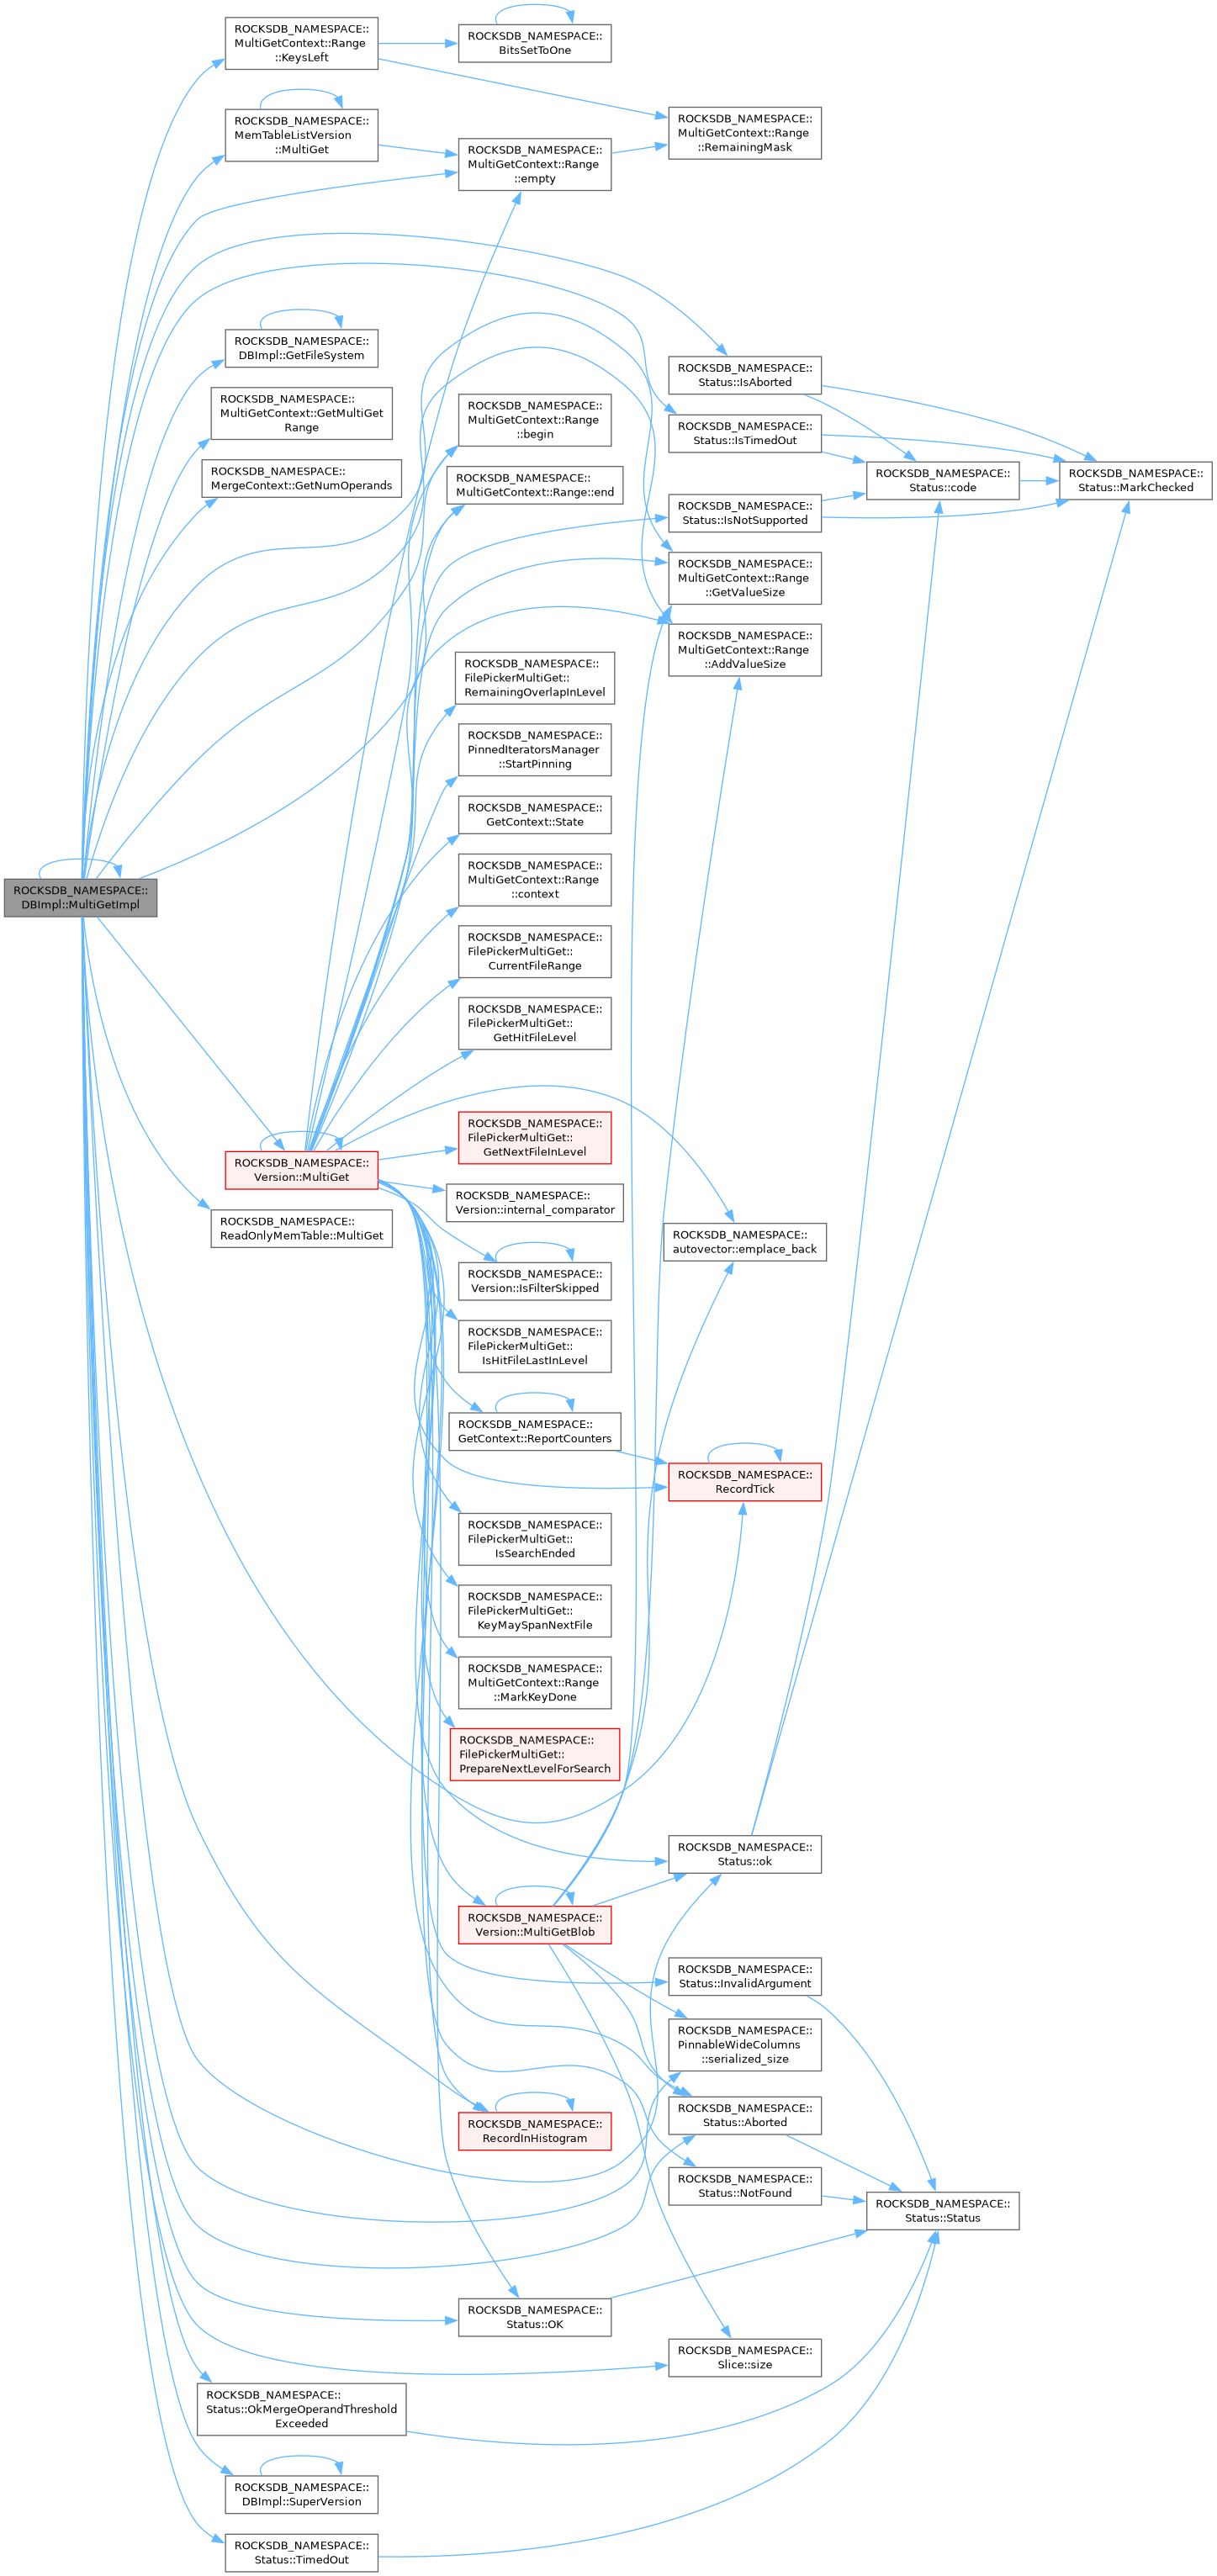 ROCKSDB_NAMESPACE::
MultiGetContext::Range
::KeysLeft
ROCKSDB_NAMESPACE::
BitsSetToOne
ROCKSDB_NAMESPACE::
MemTableListVersion
::MultiGet
ROCKSDB_NAMESPACE::
MultiGetContext::Range
::RemainingMask
ROCKSDB_NAMESPACE::
MultiGetContext::Range
::empty
ROCKSDB_NAMESPACE::
DBImpl::GetFileSystem
ROCKSDB_NAMESPACE::
Status::IsAborted
ROCKSDB_NAMESPACE::
MultiGetContext::GetMultiGet
Range
ROCKSDB_NAMESPACE::
MultiGetContext::Range
::begin
ROCKSDB_NAMESPACE::
Status::IsTimedOut
ROCKSDB_NAMESPACE::
MergeContext::GetNumOperands
ROCKSDB_NAMESPACE::
MultiGetContext::Range::end
ROCKSDB_NAMESPACE::
Status::code
ROCKSDB_NAMESPACE::
Status::MarkChecked
ROCKSDB_NAMESPACE::
Status::IsNotSupported
ROCKSDB_NAMESPACE::
MultiGetContext::Range
::GetValueSize
ROCKSDB_NAMESPACE::
MultiGetContext::Range
::AddValueSize
ROCKSDB_NAMESPACE::
FilePickerMultiGet::
RemainingOverlapInLevel
ROCKSDB_NAMESPACE::
PinnedIteratorsManager
::StartPinning
ROCKSDB_NAMESPACE::
GetContext::State
ROCKSDB_NAMESPACE::
DBImpl::MultiGetImpl
ROCKSDB_NAMESPACE::
MultiGetContext::Range
::context
ROCKSDB_NAMESPACE::
FilePickerMultiGet::
CurrentFileRange
ROCKSDB_NAMESPACE::
FilePickerMultiGet::
GetHitFileLevel
ROCKSDB_NAMESPACE::
FilePickerMultiGet::
GetNextFileInLevel
ROCKSDB_NAMESPACE::
Version::MultiGet
ROCKSDB_NAMESPACE::
Version::internal_comparator
ROCKSDB_NAMESPACE::
ReadOnlyMemTable::MultiGet
ROCKSDB_NAMESPACE::
autovector::emplace_back
ROCKSDB_NAMESPACE::
Version::IsFilterSkipped
ROCKSDB_NAMESPACE::
FilePickerMultiGet::
IsHitFileLastInLevel
ROCKSDB_NAMESPACE::
GetContext::ReportCounters
ROCKSDB_NAMESPACE::
RecordTick
ROCKSDB_NAMESPACE::
FilePickerMultiGet::
IsSearchEnded
ROCKSDB_NAMESPACE::
FilePickerMultiGet::
KeyMaySpanNextFile
ROCKSDB_NAMESPACE::
MultiGetContext::Range
::MarkKeyDone
ROCKSDB_NAMESPACE::
FilePickerMultiGet::
PrepareNextLevelForSearch
ROCKSDB_NAMESPACE::
Status::ok
ROCKSDB_NAMESPACE::
Version::MultiGetBlob
ROCKSDB_NAMESPACE::
Status::InvalidArgument
ROCKSDB_NAMESPACE::
PinnableWideColumns
::serialized_size
ROCKSDB_NAMESPACE::
Status::Aborted
ROCKSDB_NAMESPACE::
RecordInHistogram
ROCKSDB_NAMESPACE::
Status::NotFound
ROCKSDB_NAMESPACE::
Status::Status
ROCKSDB_NAMESPACE::
Status::OK
ROCKSDB_NAMESPACE::
Slice::size
ROCKSDB_NAMESPACE::
Status::OkMergeOperandThreshold
Exceeded
ROCKSDB_NAMESPACE::
DBImpl::SuperVersion
ROCKSDB_NAMESPACE::
Status::TimedOut